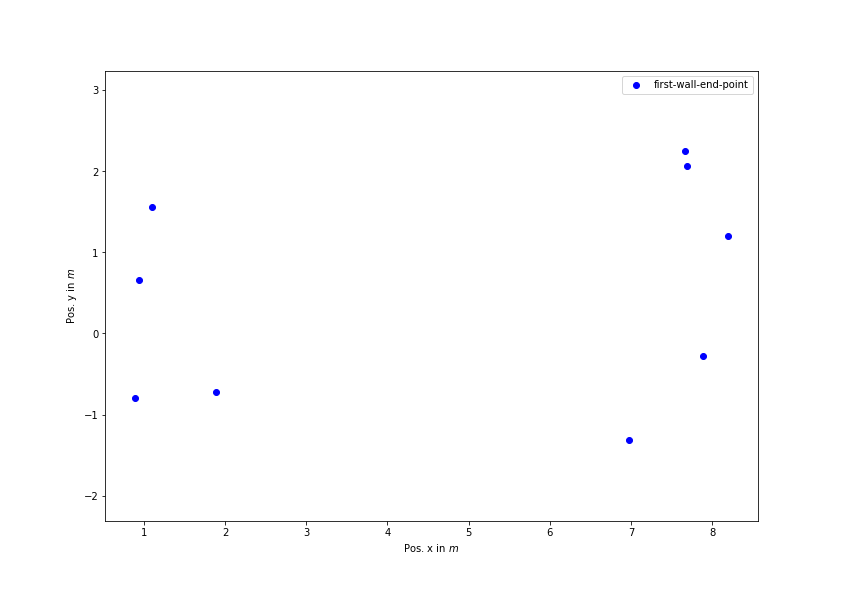 first-wall-end-point
3
2
1
0
−1
−2
Pos. y in m
1 2 3 4 5 6 7 8
Pos. x in m